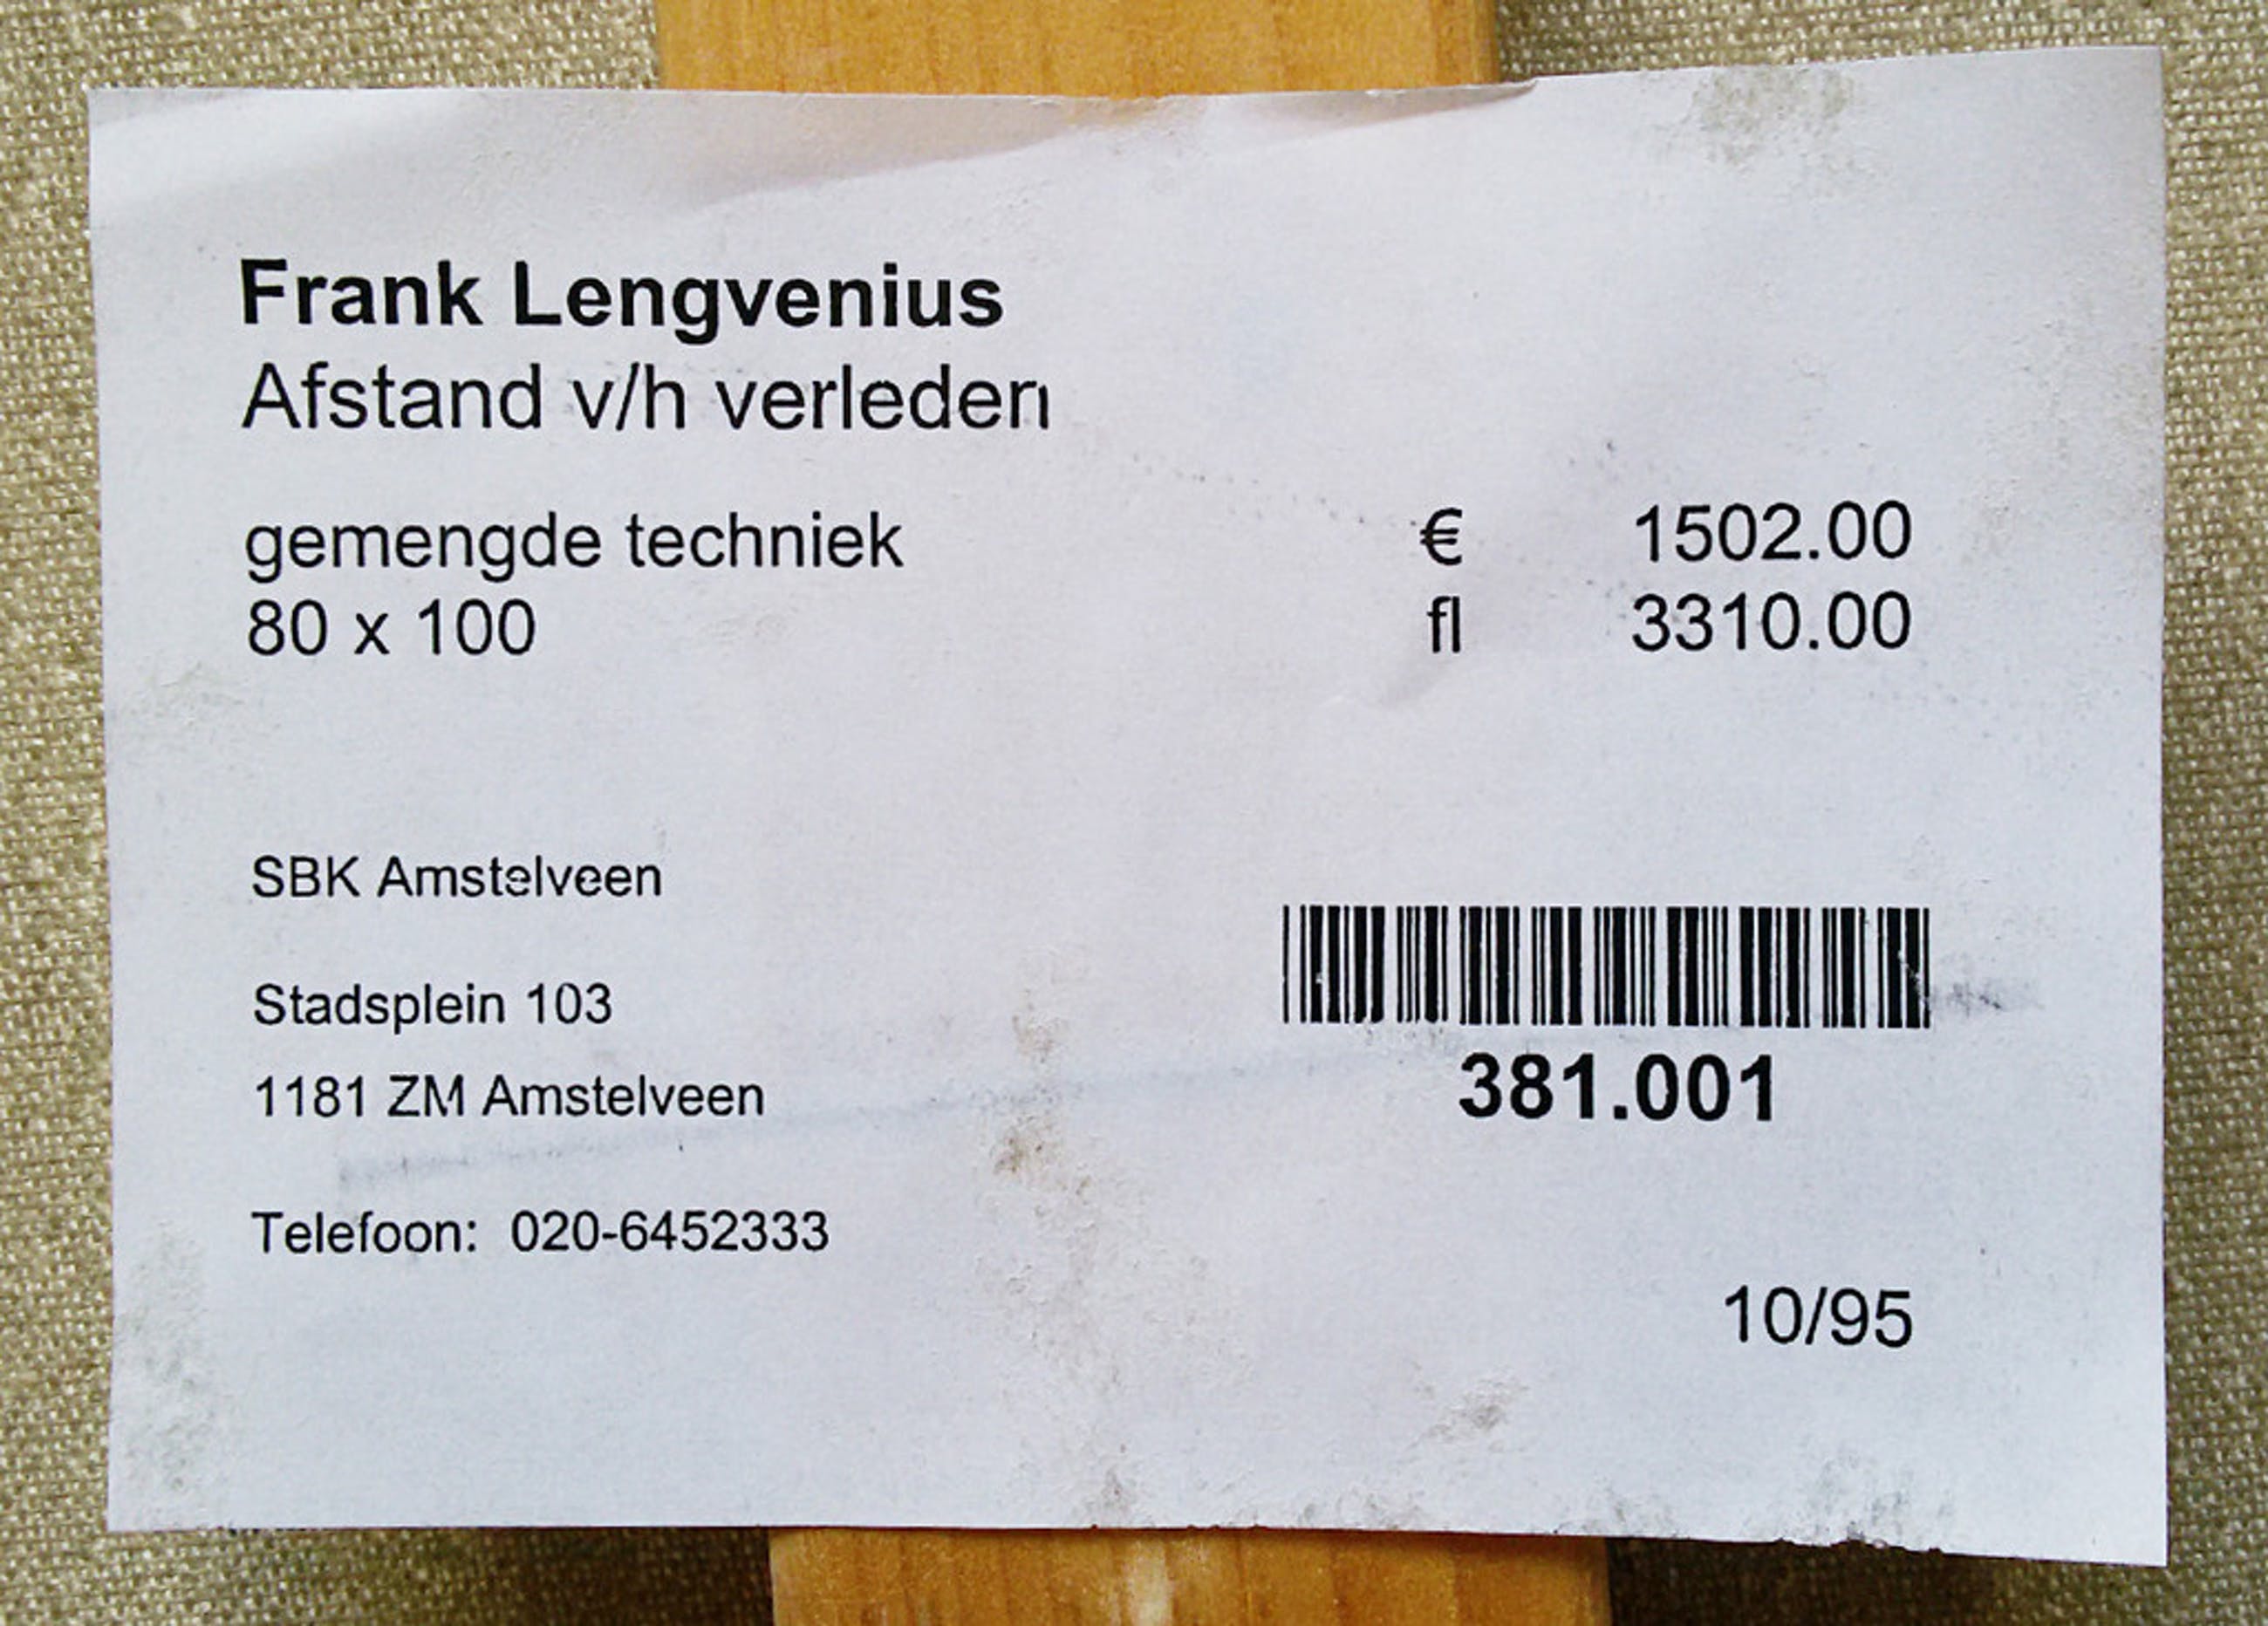 Frank Lengvenius
Afstand v/h verleden
gemengde techniek
€ 1502.00
80 x 100
fl 3310.00
SBK Amstelveen
Stadsplein 103
1181 ZM Amstelveen
381.001
Telefoon: 020-6452333
10/95